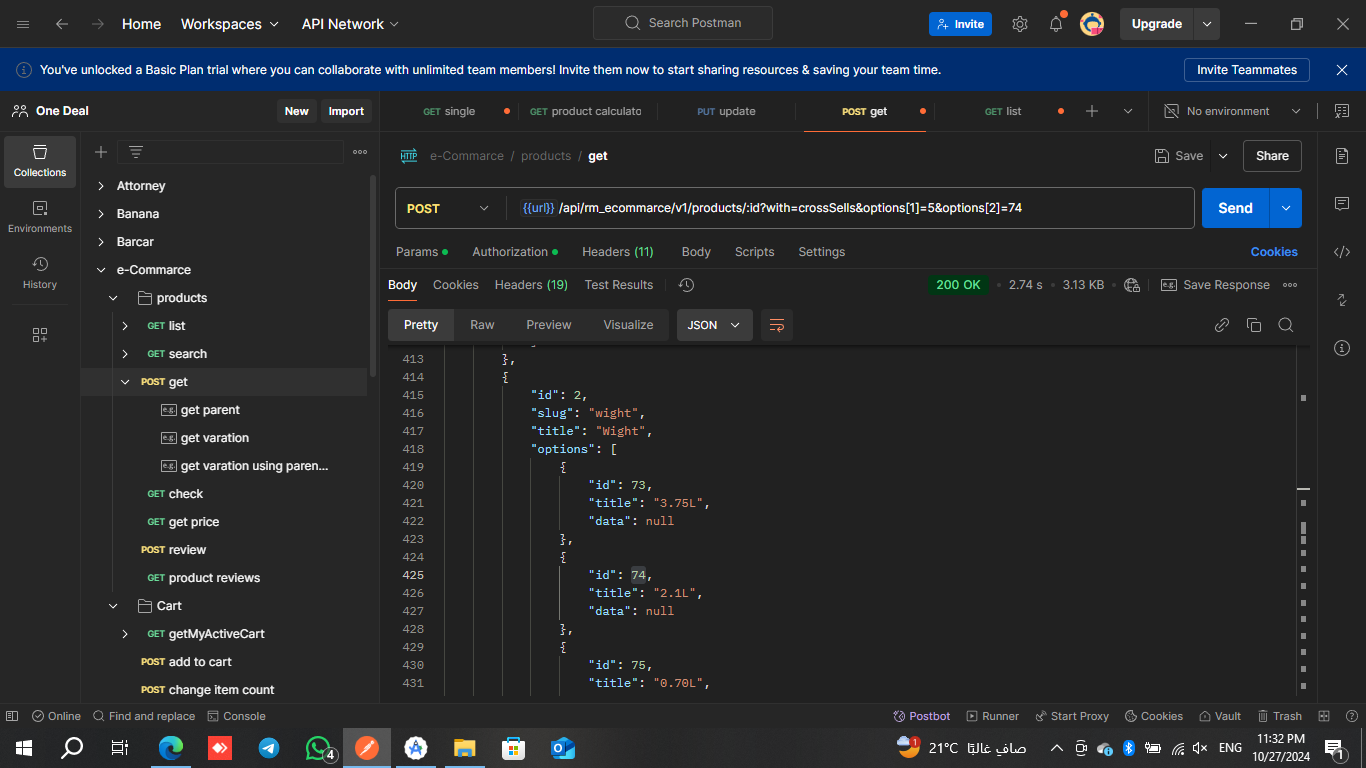 Home Workspaces API Network Search Postman Invite Upgrade
You've unlocked a Basic Plan trial where you can collaborate with unlimited team members! Invite them now to start sharing resources & saving your team time. Invite Teammates
One Deal New Import
GET single GET product calculato PUT update POST get GET list No environment
Collections
Environments
History
Attorney
Banana
Barcar
e-Commarce
products
GET list
GET search
POST get
e.g. get parent
e.g. get varation
e.g. get varation using paren...
GET check
GET get price
POST review
GET product reviews
Cart
GET getMyActiveCart
POST add to cart
POST change item count
HTTP e-Commarce / products / get Save Share
POST {{url}} /api/rm_ecommarce/v1/products/:id?with=crossSells&options[1]=5&options[2]=74 Send
Params Authorization Headers (11) Body Scripts Settings Cookies
Body Cookies Headers (19) Test Results 200 OK 2.74 s 3.13 KB e.g. Save Response
Pretty Raw Preview Visualize JSON
413 },
414 {
415 "id": 2,
416 "slug": "wight",
417 "title": "Wight",
418 "options": [
419 {
420 "id": 73,
421 "title": "3.75L",
422 "data": null
423 },
424 {
425 "id": 74,
426 "title": "2.1L",
427 "data": null
428 },
429 {
430 "id": 75,
431 "title": "0.70L",
Online Find and replace Console Postbot Runner Start Proxy Cookies Vault Trash
4 1 21°C صافٍ غالبًا ENG 11:32 PM
10/27/2024 1